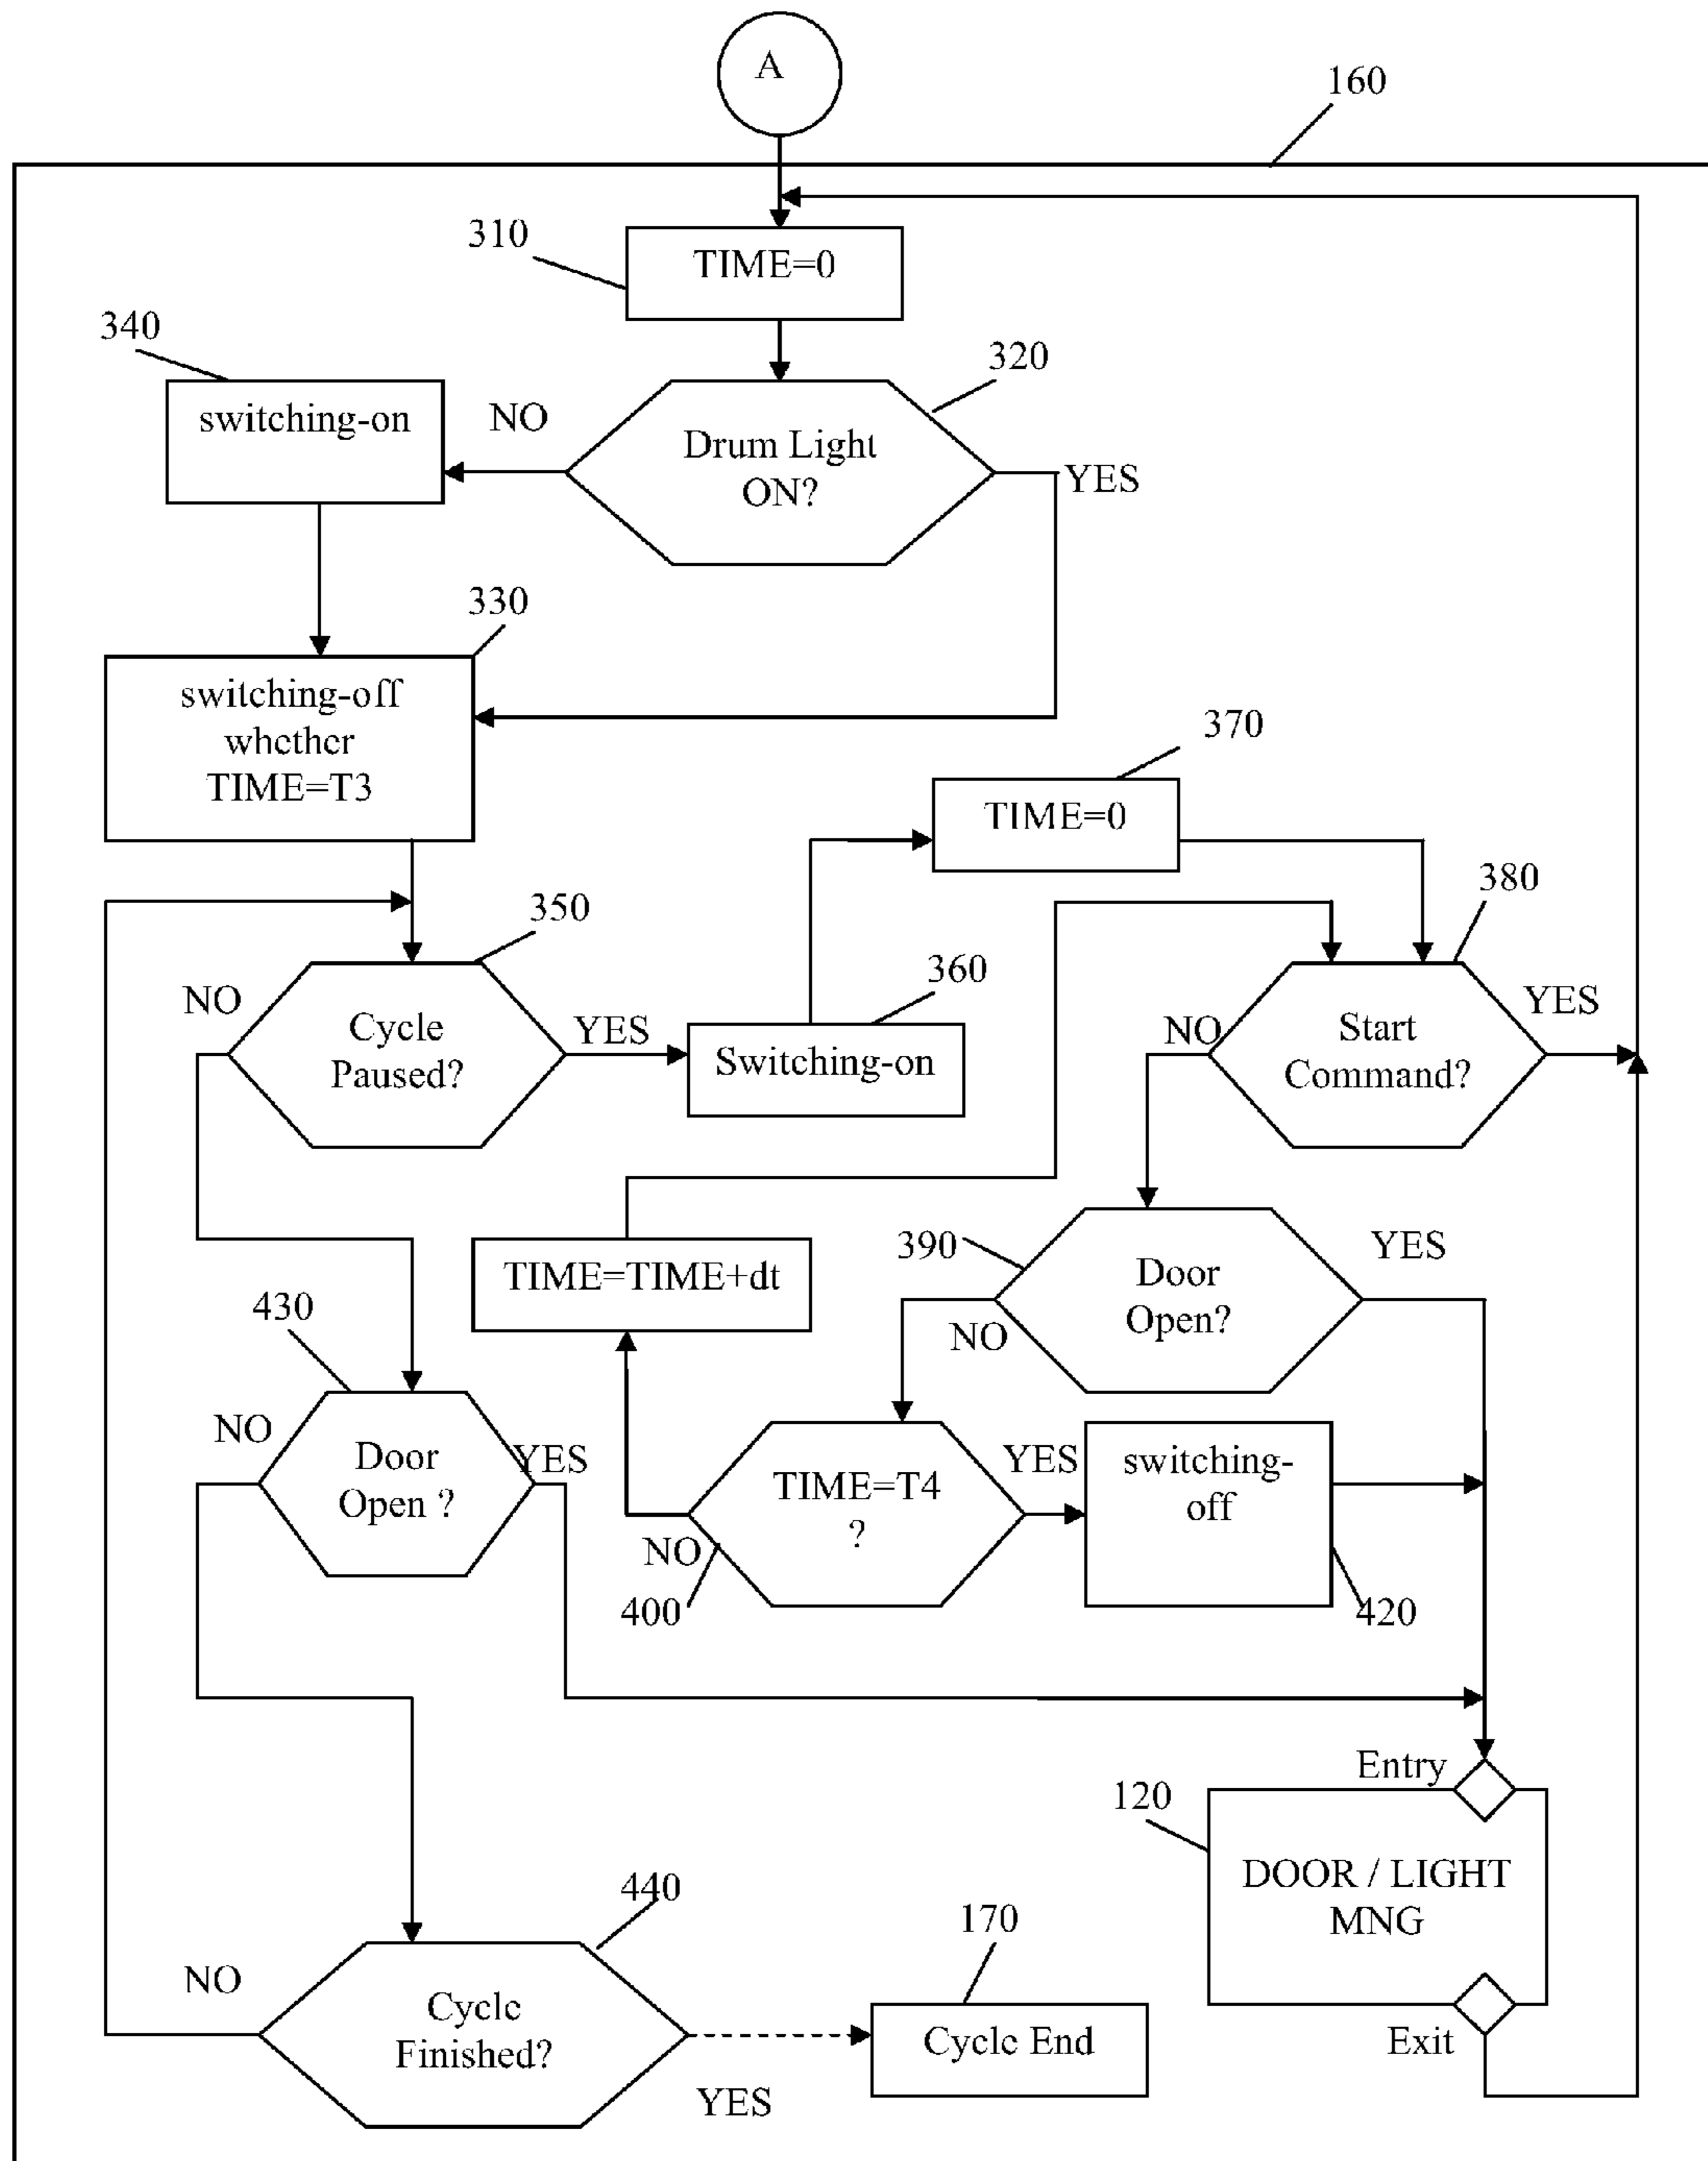 A
160
310
TIME=0
340
320
switching-on
NO
Drum Light
ON?
YES
330
switching-off
whether
TIME=T3
370
TIME=0
380
350
360
NO
Cycle
Paused?
YES
Switching-on
NO
Start
Command?
YES
390
TIME=TIME+dt
Door
Open?
YES
NO
430
NO
Door
Open ?
YES
TIME=T4
?
YES
NO
400
switching-
off
420
Entry
120
DOOR / LIGHT
MNG
Exit
440
170
NO
Cycle
Finished?
YES
Cycle End